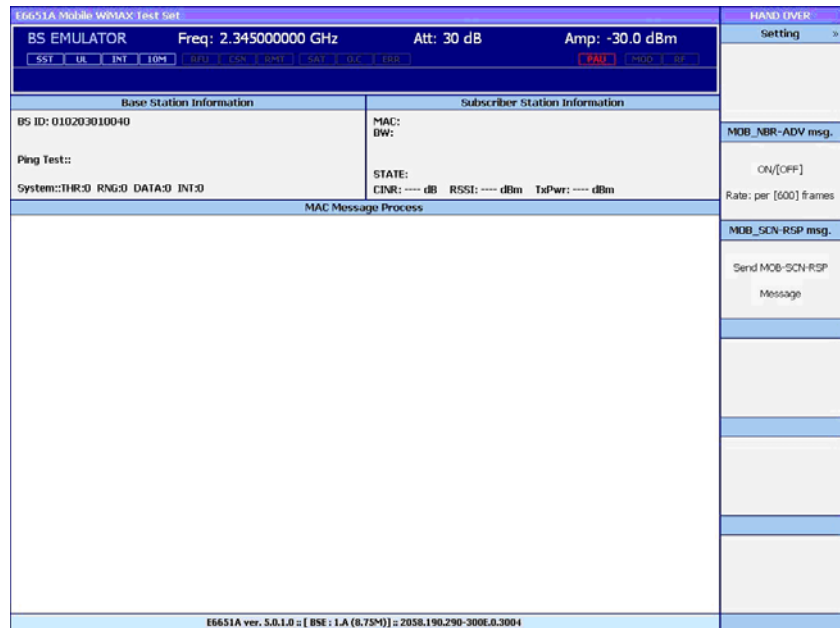 E6651A Mobile WiMAX Test Set
BS EMULATOR Freq: 2.345000000 GHz Att: 30 dB Amp: -30.0 dBm
SST UL INT 10M RFU ESN RMT SAT O.C ERR PAU MOD RF
Base Station Information
BS ID: 010203010040
Ping Test::
System::THR:0 RNG:0 DATA:0 INT:0
Subscriber Station Information
MAC:
BW:
STATE:
CINR: ---- dB RSSI: ---- dBm TxPwr: ---- dBm
MAC Message Process
E6651A ver. 5.0.1.0 :: [ BSE : 1.A (8.75M)] :: 2058.190.290-300E.0.3004
HAND OVER
Setting »
MOB_NBR-ADV msg.
ON/[OFF]
Rate: per [600] frames
MOB_SCN-RSP msg.
Send MOB-SCN-RSP
Message